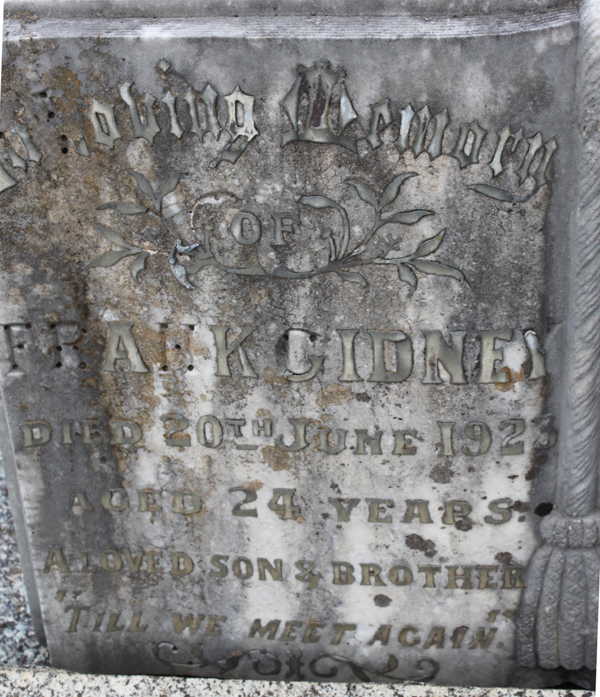 In Loving Memory
OF
FRANK GIDNEY
DIED 20TH JUNE 1923
AGED 24 YEARS.
A LOVED SON & BROTHER
"TILL WE MEET AGAIN."